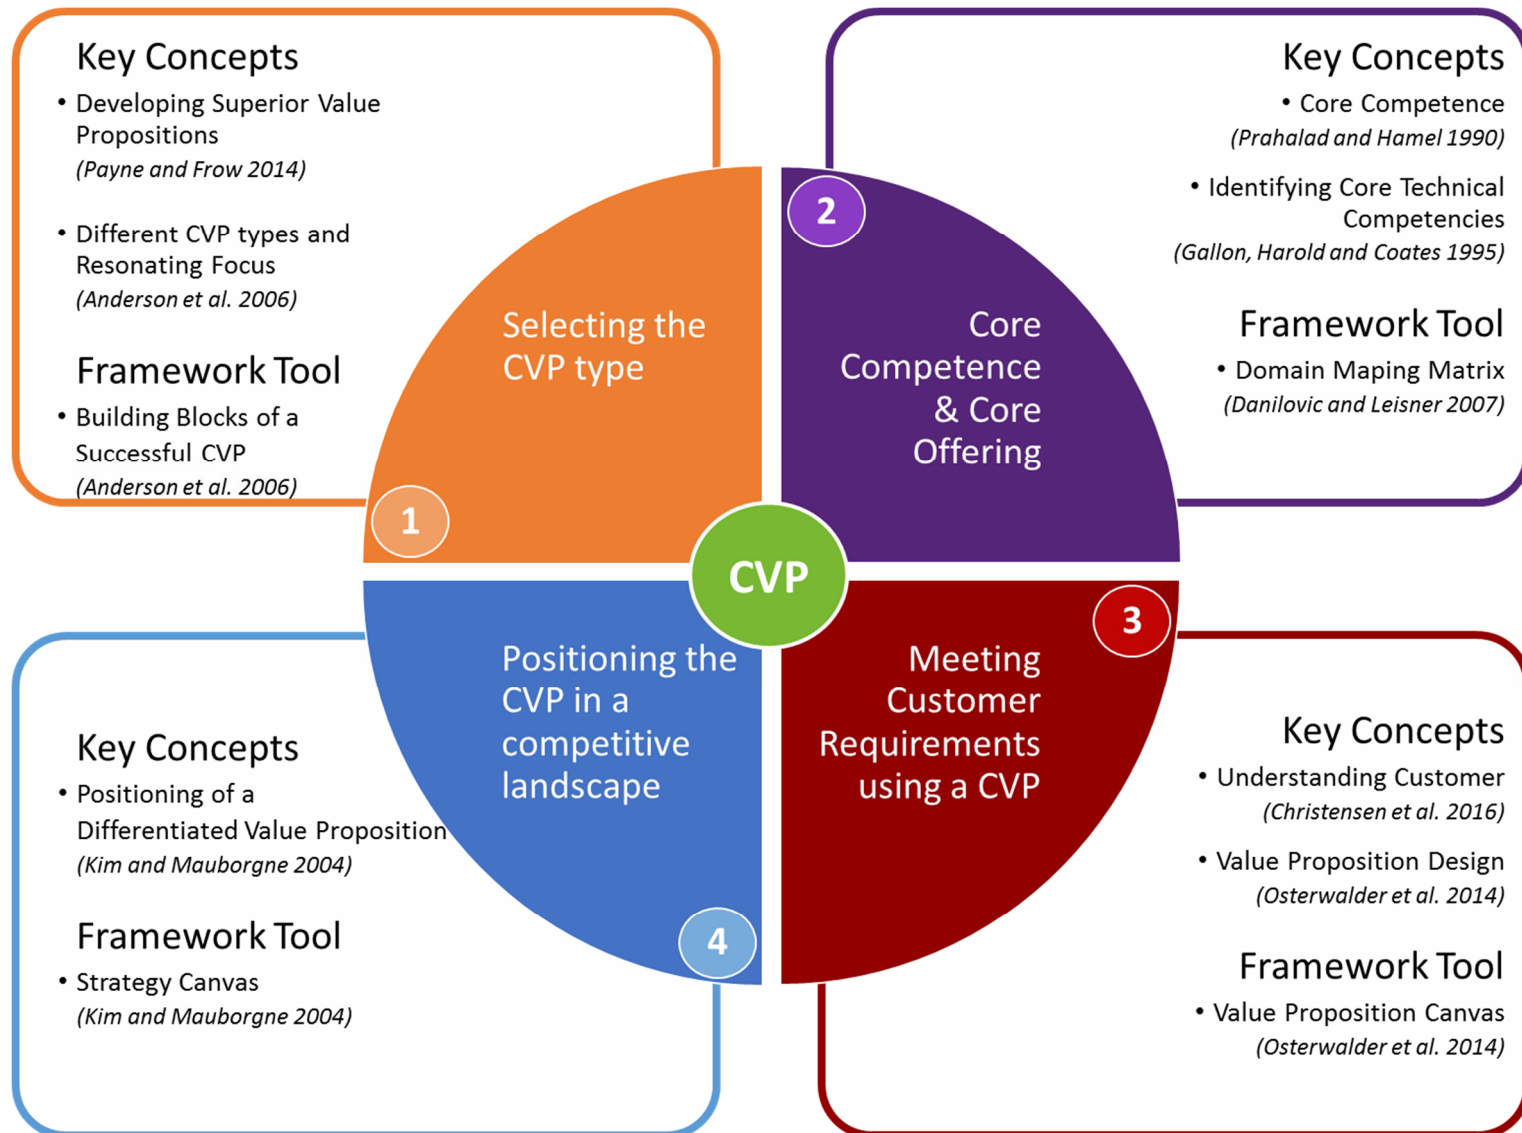 Key Concepts
• Developing Superior Value
Propositions
(Payne and Frow 2014)
• Different CVP types and
Resonating Focus
(Anderson et al. 2006)
Framework Tool
• Building Blocks of a
Successful CVP
(Anderson et al. 2006)
1
Selecting the
CVP type
Key Concepts
• Core Competence
(Prahalad and Hamel 1990)
• Identifying Core Technical
Competencies
(Gallon, Harold and Coates 1995)
Framework Tool
• Domain Maping Matrix
(Danilovic and Leisner 2007)
2
Core
Competence
& Core
Offering
CVP
3
Meeting
Customer
Requirements
using a CVP
Key Concepts
• Understanding Customer
(Christensen et al. 2016)
• Value Proposition Design
(Osterwalder et al. 2014)
Framework Tool
• Value Proposition Canvas
(Osterwalder et al. 2014)
Positioning the
CVP in a
competitive
landscape
4
Key Concepts
• Positioning of a
Differentiated Value Proposition
(Kim and Mauborgne 2004)
Framework Tool
• Strategy Canvas
(Kim and Mauborgne 2004)